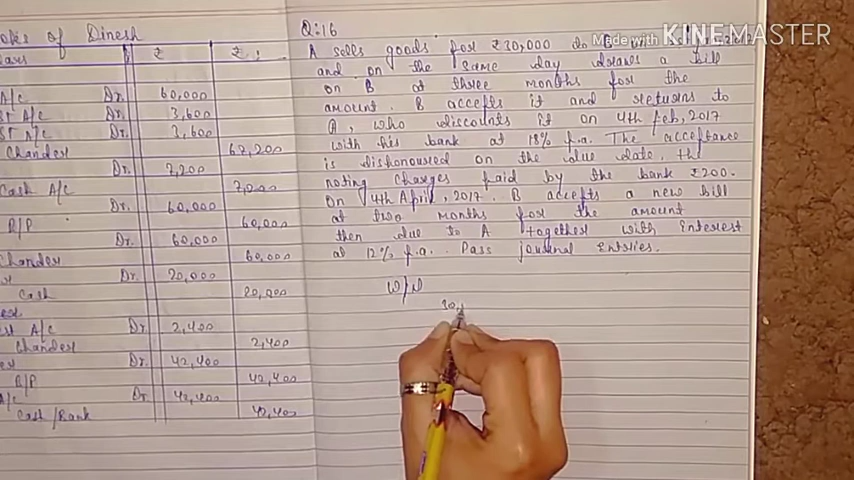 of Dinesh
₹
₹
A/c Dr. 60,000
A/c Dr. 3,600
A/c Dr. 3,600
Chander 67,200
Dr. 7,200
Cash A/c 7,200
Dr. 60,000
B/P 60,000
Dr. 60,000
Chander 60,000
Dr. 20,000
Cash 20,000
A/c Dr. 2,400
Chander 2,400
Dr. 42,400
B/P 42,400
A/c Dr. 42,400
Cash/Bank 42,400
Q:16
A sells goods for ₹30,000 to B
and on the same day draws a bill
on B at three months for the
amount. B accepts it and returns to
A, who discounts it on 4th Feb, 2017
with his bank at 18% p.a. The acceptance
is dishonoured on the due date, the
noting charges paid by the bank ₹200.
On 4th April, 2017. B accepts a new bill
at two months for the amount
then due to A together with Interest
at 12% p.a. Pass journal Entries.
W/N
30,
Made with KINEMASTER